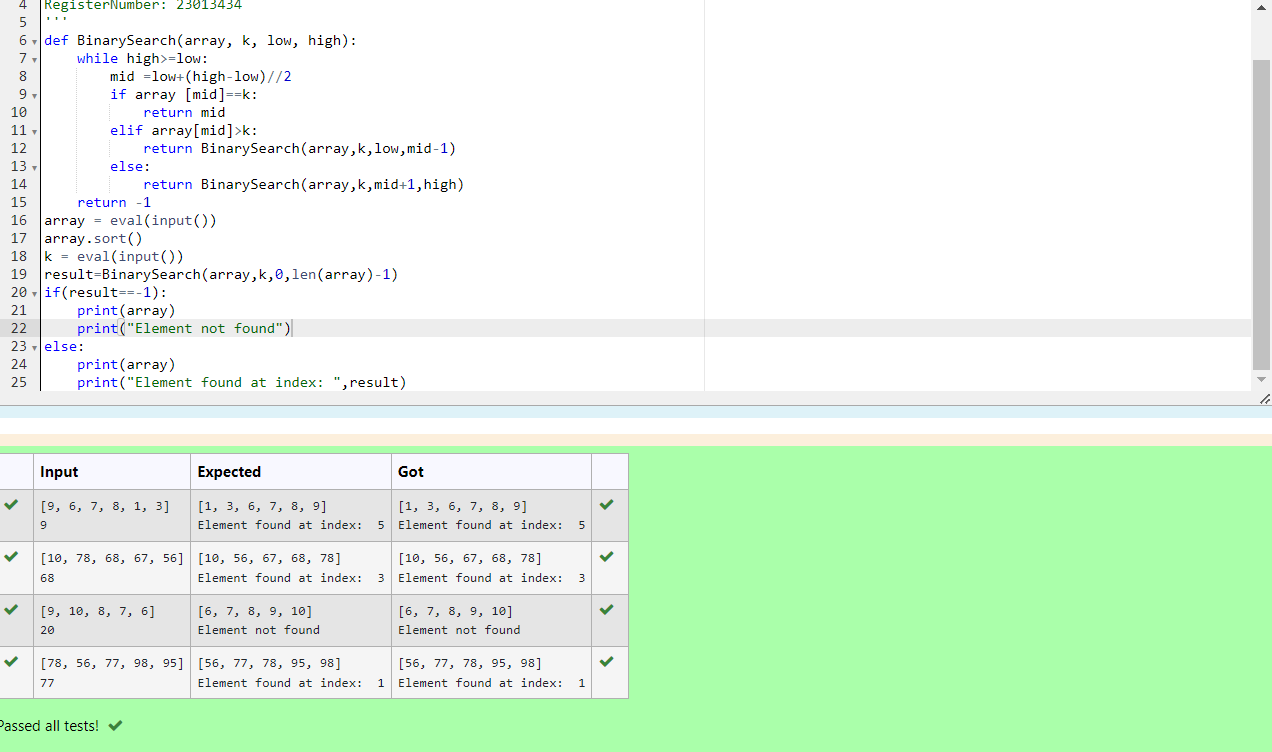 4 RegisterNumber: 23013434
5 '''
6 def BinarySearch(array, k, low, high):
7     while high>=low:
8         mid =low+(high-low)//2
9         if array [mid]==k:
10             return mid
11         elif array[mid]>k:
12             return BinarySearch(array,k,low,mid-1)
13         else:
14             return BinarySearch(array,k,mid+1,high)
15     return -1
16 array = eval(input())
17 array.sort()
18 k = eval(input())
19 result=BinarySearch(array,k,0,len(array)-1)
20 if(result==-1):
21     print(array)
22     print("Element not found")
23 else:
24     print(array)
25     print("Element found at index: ",result)
Input Expected Got
[9, 6, 7, 8, 1, 3] [1, 3, 6, 7, 8, 9] [1, 3, 6, 7, 8, 9]
9 Element found at index:  5 Element found at index:  5
[10, 78, 68, 67, 56] [10, 56, 67, 68, 78] [10, 56, 67, 68, 78]
68 Element found at index:  3 Element found at index:  3
[9, 10, 8, 7, 6] [6, 7, 8, 9, 10] [6, 7, 8, 9, 10]
20 Element not found Element not found
[78, 56, 77, 98, 95] [56, 77, 78, 95, 98] [56, 77, 78, 95, 98]
77 Element found at index:  1 Element found at index:  1
Passed all tests!